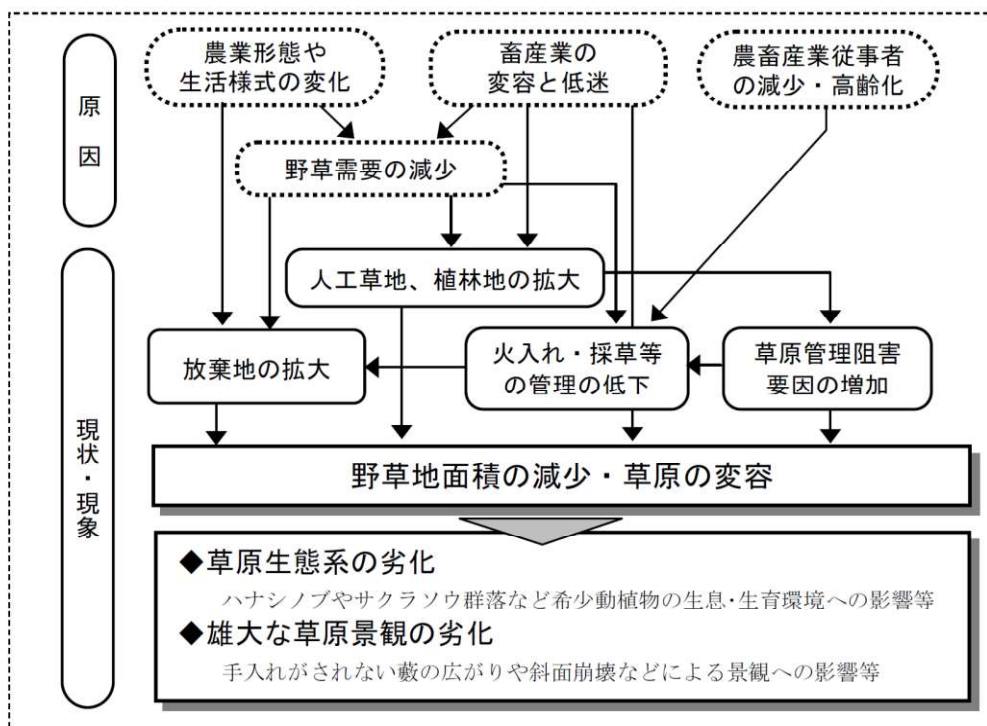 原因
農業形態や
生活様式の変化
畜産業の
変容と低迷
農畜産業従事者
の減少・高齢化
野草需要の減少
現状・現象
人工草地、植林地の拡大
放棄地の拡大
火入れ・採草等
の管理の低下
草原管理阻害
要因の増加
野草地面積の減少・草原の変容
◆草原生態系の劣化
ハナシノブやサクラソウ群落など希少動植物の生息・生育環境への影響等
◆雄大な草原景観の劣化
手入れがされない藪の広がりや斜面崩壊などによる景観への影響等